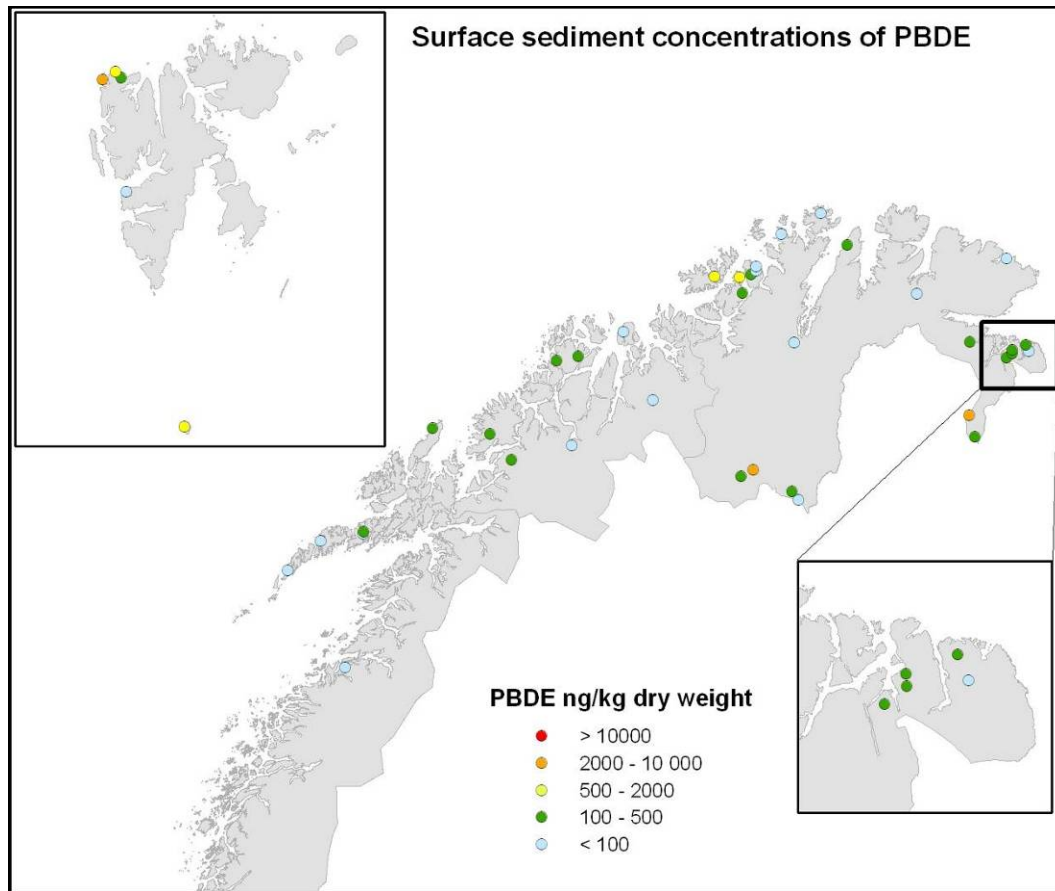 Surface sediment concentrations of PBDE
PBDE ng/kg dry weight
> 10000
2000 - 10 000
500 - 2000
100 - 500
< 100